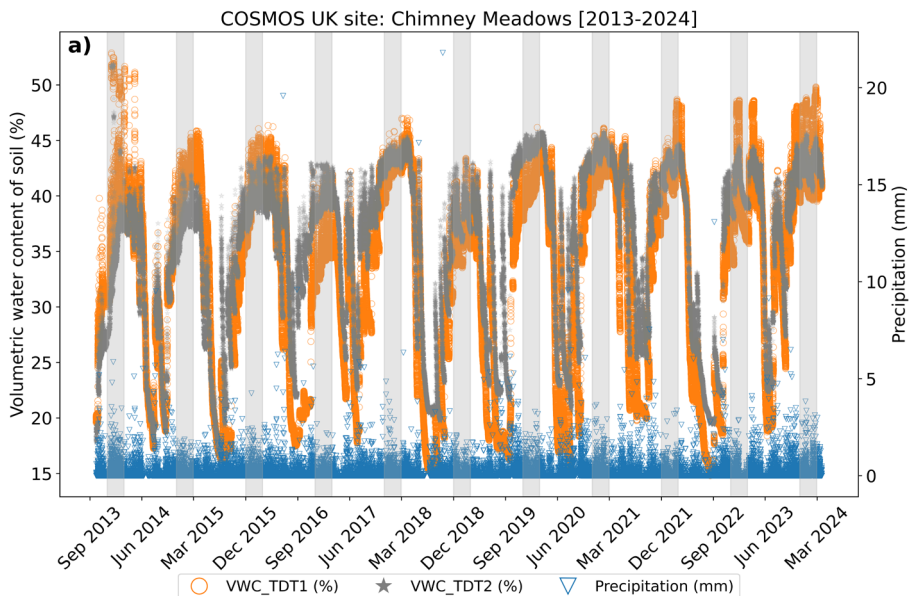 COSMOS UK site: Chimney Meadows [2013-2024]
a)
Volumetric water content of soil (%)
50
45
40
35
30
25
20
15
20
15
10
5
0
Precipitation (mm)
Sep 2013
Jun 2014
Mar 2015
Dec 2015
Sep 2016
Jun 2017
Mar 2018
Dec 2018
Sep 2019
Jun 2020
Mar 2021
Dec 2021
Sep 2022
Jun 2023
Mar 2024
VWC_TDT1 (%) VWC_TDT2 (%) Precipitation (mm)